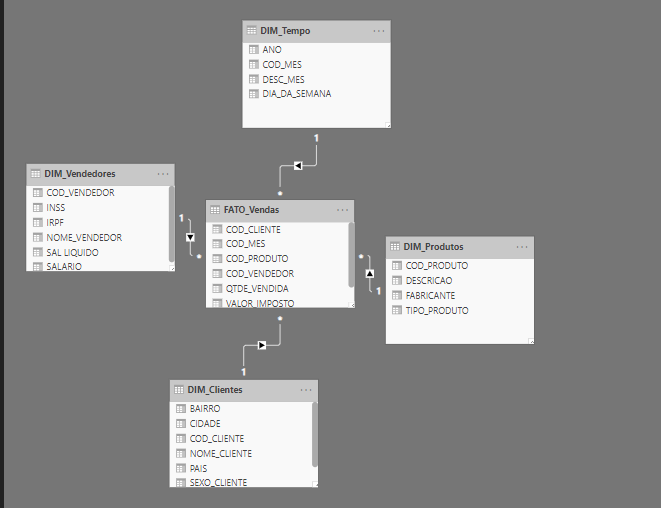 DIM_Tempo
ANO
COD_MES
DESC_MES
DIA_DA_SEMANA
1
DIM_Vendedores
COD_VENDEDOR
INSS
IRPF
NOME_VENDEDOR
SAL LIQUIDO
SALARIO
1
FATO_Vendas
COD_CLIENTE
COD_MES
COD_PRODUTO
COD_VENDEDOR
QTDE_VENDIDA
VALOR_IMPOSTO
DIM_Produtos
COD_PRODUTO
DESCRICAO
FABRICANTE
TIPO_PRODUTO
1
1
DIM_Clientes
BAIRRO
CIDADE
COD_CLIENTE
NOME_CLIENTE
PAIS
SEXO_CLIENTE